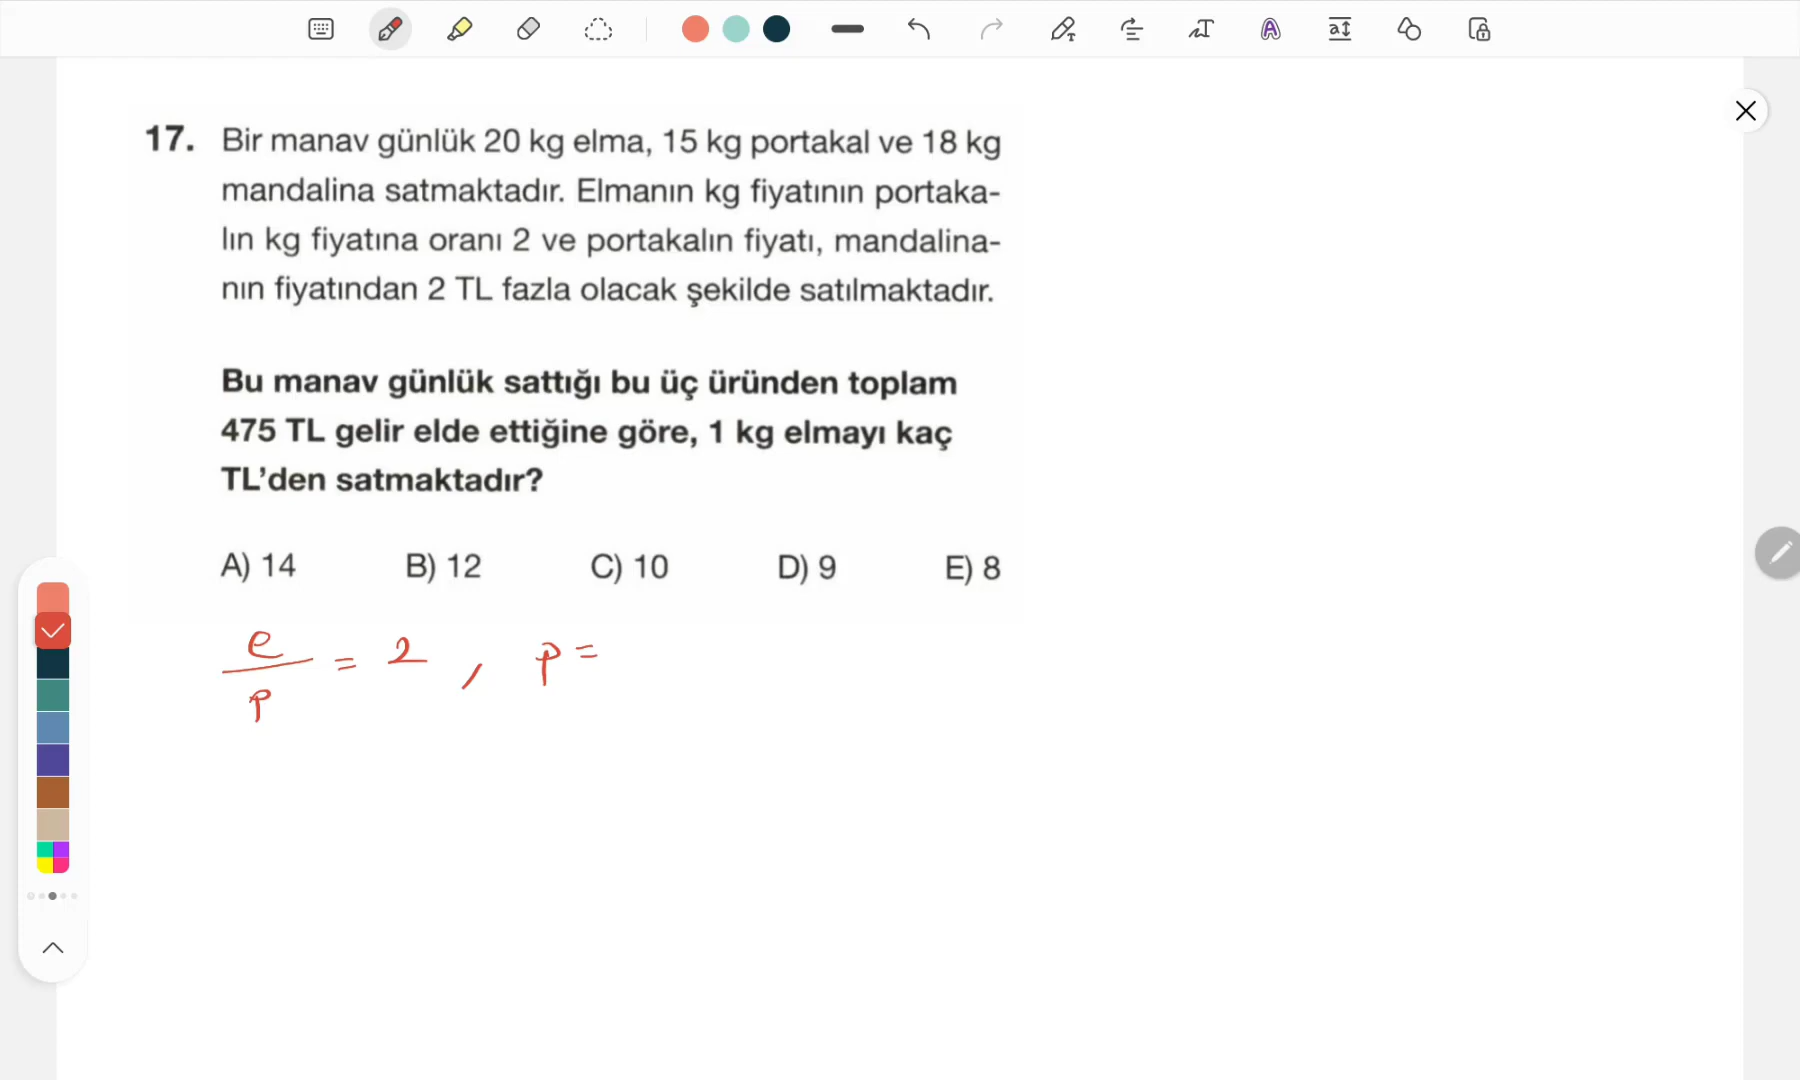 17. Bir manav günlük 20 kg elma, 15 kg portakal ve 18 kg
mandalina satmaktadır. Elmanın kg fiyatının portaka-
lın kg fiyatına oranı 2 ve portakalın fiyatı, mandalina-
nın fiyatından 2 TL fazla olacak şekilde satılmaktadır.
Bu manav günlük sattığı bu üç üründen toplam
475 TL gelir elde ettiğine göre, 1 kg elmayı kaç
TL’den satmaktadır?
A) 14 B) 12 C) 10 D) 9 E) 8
e/p = 2 , p =